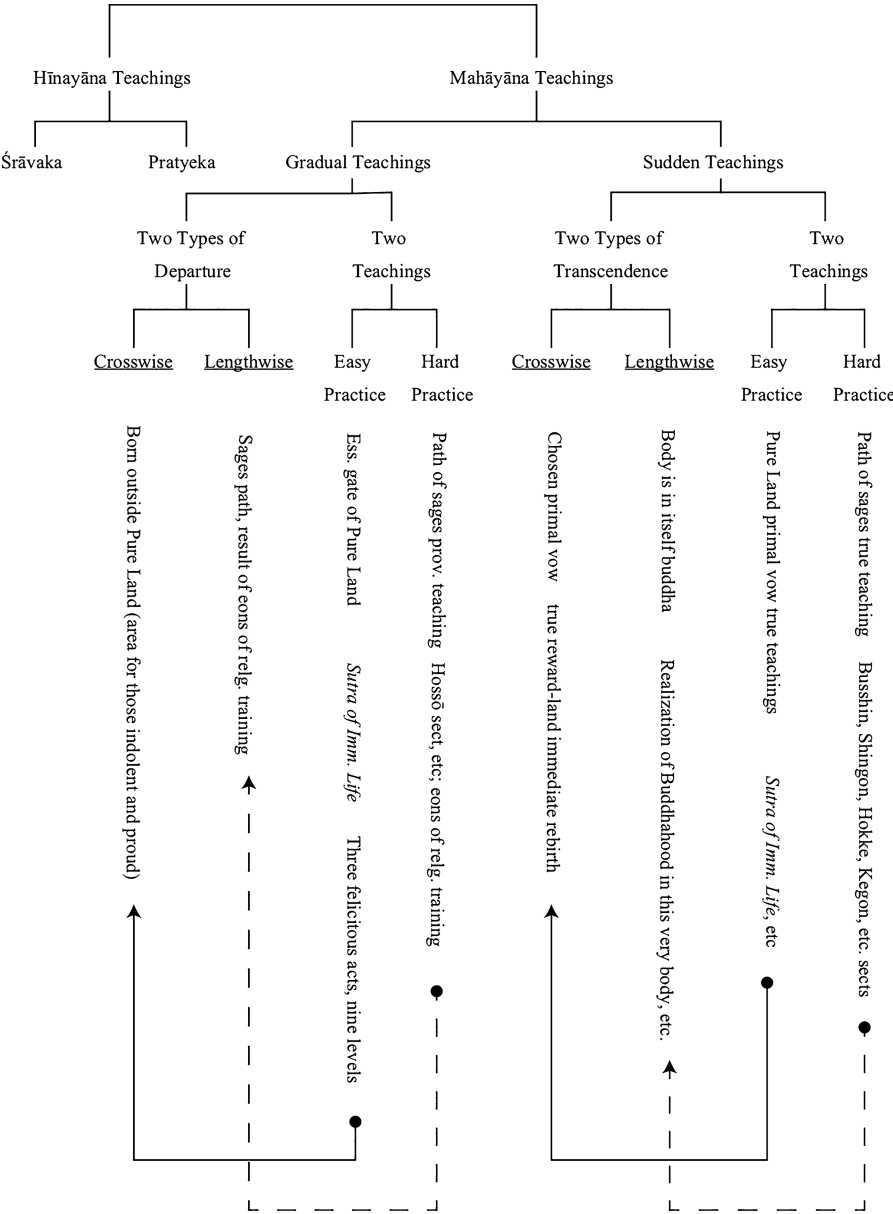 Hīnayāna Teachings
Mahāyāna Teachings
Śrāvaka
Pratyeka
Gradual Teachings
Sudden Teachings
Two Types of
Departure
Two
Teachings
Two Types of
Transcendence
Two
Teachings
Crosswise
Lengthwise
Easy
Practice
Hard
Practice
Crosswise
Lengthwise
Easy
Practice
Hard
Practice
Born outside Pure Land (area for those indolent and proud)
Sages path, result of eons of relg. training
Ess. gate of Pure Land Sutra of Imm. Life Three felicitous acts, nine levels
Path of sages prov. teaching Hossō sect, etc; eons of relg. training
Chosen primal vow true reward-land immediate rebirth
Body is in itself buddha Realization of Buddhahood in this very body, etc.
Pure Land primal vow true teachings Sutra of Imm. Life, etc
Path of sages true teaching Busshin, Shingon, Hokke, Kegon, etc. sects